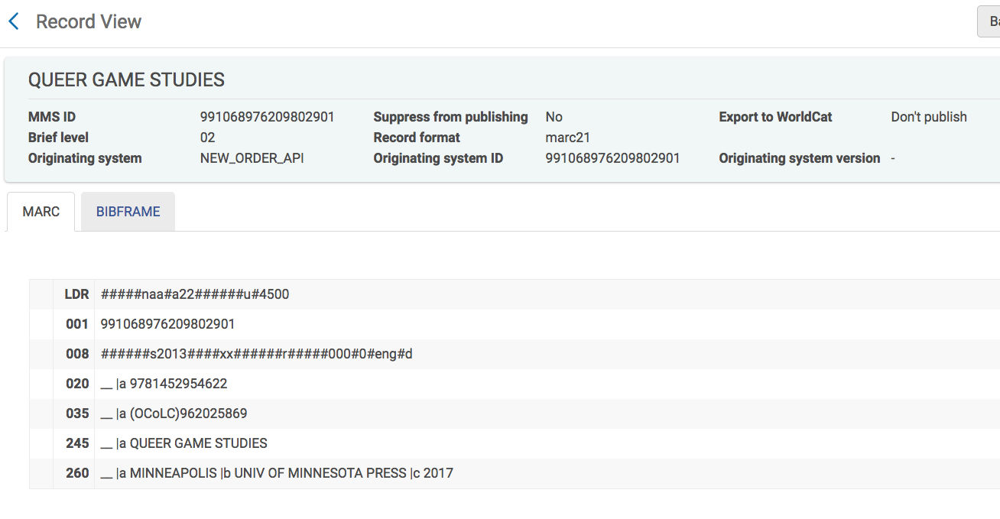 Record View
Ba
QUEER GAME STUDIES
MMS ID 991068976209802901 Suppress from publishing No Export to WorldCat Don't publish
Brief level 02 Record format marc21
Originating system NEW_ORDER_API Originating system ID 991068976209802901 Originating system version -
MARC BIBFRAME
LDR #####naa#a22######u#4500
001 991068976209802901
008 ######s2013####xx######r#####000#0#eng#d
020 __ |a 9781452954622
035 __ |a (OCoLC)962025869
245 __ |a QUEER GAME STUDIES
260 __ |a MINNEAPOLIS |b UNIV OF MINNESOTA PRESS |c 2017